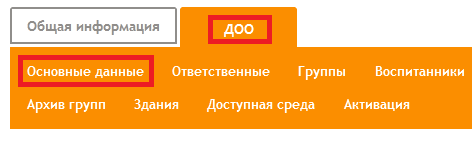 Общая информация ДОО
Основные данные Ответственные Группы Воспитанники
Архив групп Здания Доступная среда Активация